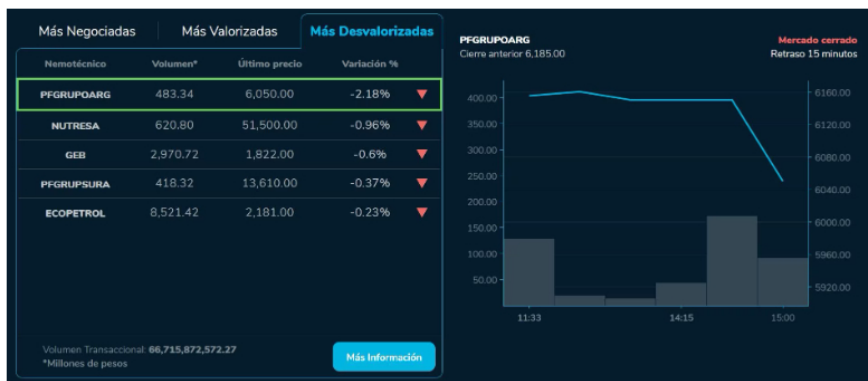 Más Negociadas Más Valorizadas Más Desvalorizadas
Nemotécnico Volumen* Último precio Variación %
PFGRUPOARG 483.34 6,050.00 -2.18% ▼
NUTRESA 620.80 51,500.00 -0.96% ▼
GEB 2,970.72 1,822.00 -0.6% ▼
PFGRUPSURA 418.32 13,610.00 -0.37% ▼
ECOPETROL 8,521.42 2,181.00 -0.23% ▼
Volumen Transaccional: 66,715,872,572.27
*Millones de pesos
Más Información
PFGRUPOARG Mercado cerrado
Cierre anterior 6,185.00 Retraso 15 minutos
400.00 6160.00
350.00 6120.00
300.00
250.00 6080.00
200.00 6040.00
150.00 6000.00
100.00 5960.00
50.00 5920.00
11:33 14:15 15:00